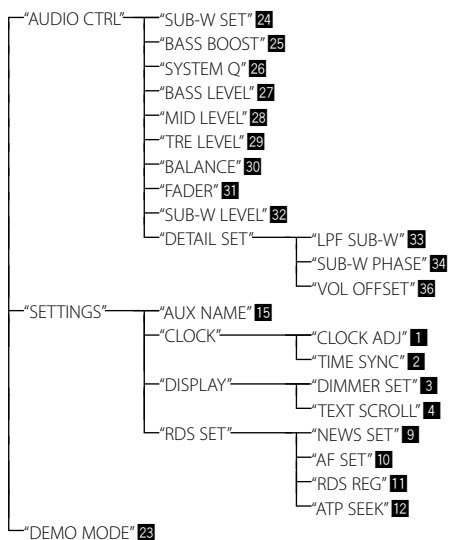 “AUDIO CTRL” “SUB-W SET” 24
“BASS BOOST” 25
“SYSTEM Q” 26
“BASS LEVEL” 27
“MID LEVEL” 28
“TRE LEVEL” 29
“BALANCE” 30
“FADER” 31
“SUB-W LEVEL” 32
“DETAIL SET” “LPF SUB-W” 33
“SUB-W PHASE” 34
“VOL OFFSET” 36
“SETTINGS” “AUX NAME” 15
“CLOCK” “CLOCK ADJ” 1
“TIME SYNC” 2
“DISPLAY” “DIMMER SET” 3
“TEXT SCROLL” 4
“RDS SET” “NEWS SET” 9
“AF SET” 10
“RDS REG” 11
“ATP SEEK” 12
“DEMO MODE” 23